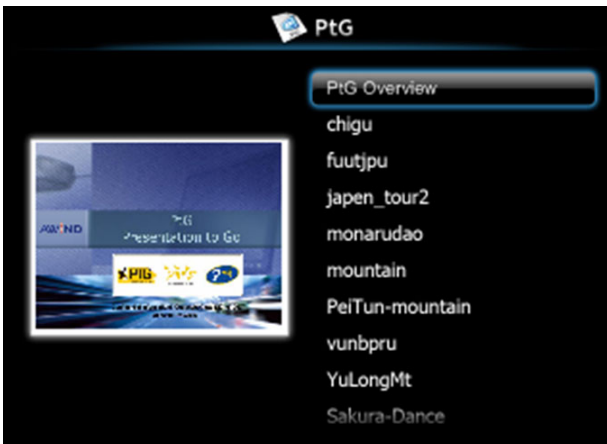 PtG
PtG Overview
chigu
fuutjpu
japen_tour2
monarudao
mountain
PeiTun-mountain
vunbpru
YuLongMt
Sakura-Dance
AWIND
PtG
Presentation to Go
PtG